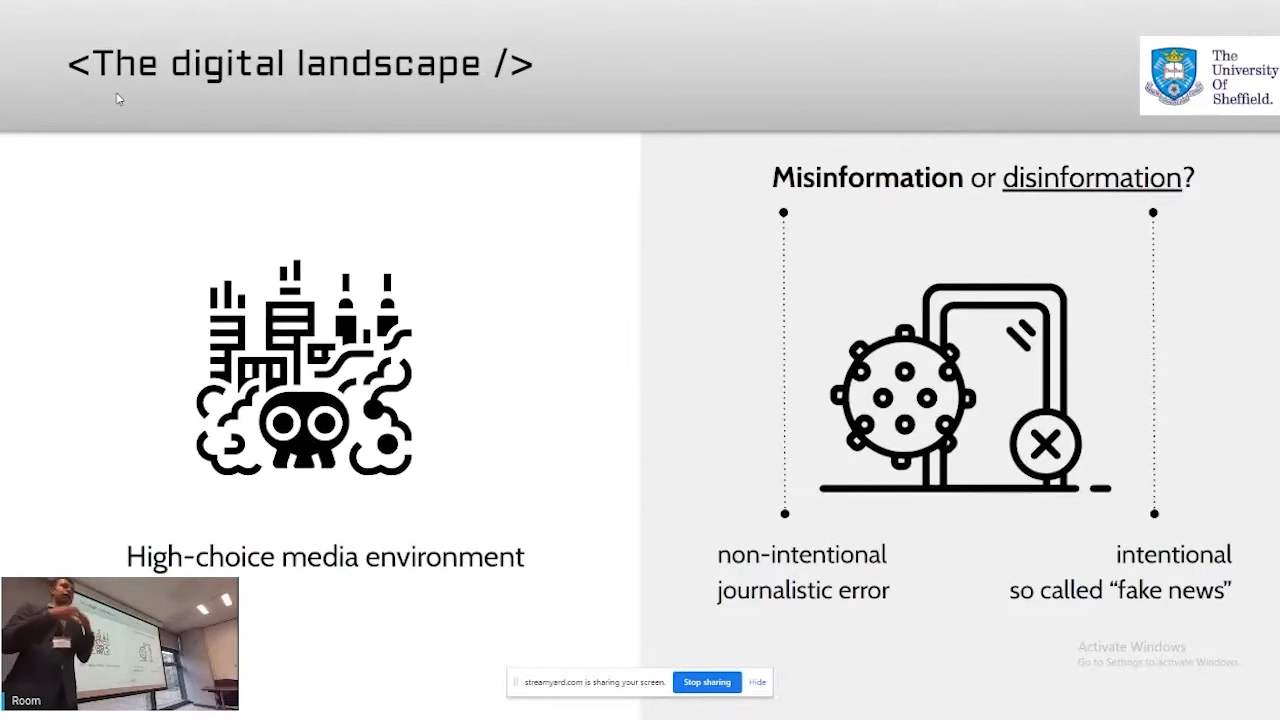 <The digital landscape />
The
University
Of
Sheffield.
Misinformation or disinformation?
High-choice media environment
non-intentional
journalistic error
intentional
so called “fake news”
Activate Windows
Go to Settings to activate Windows.
streamyard.com is sharing your screen.
Stop sharing
Hide
Room